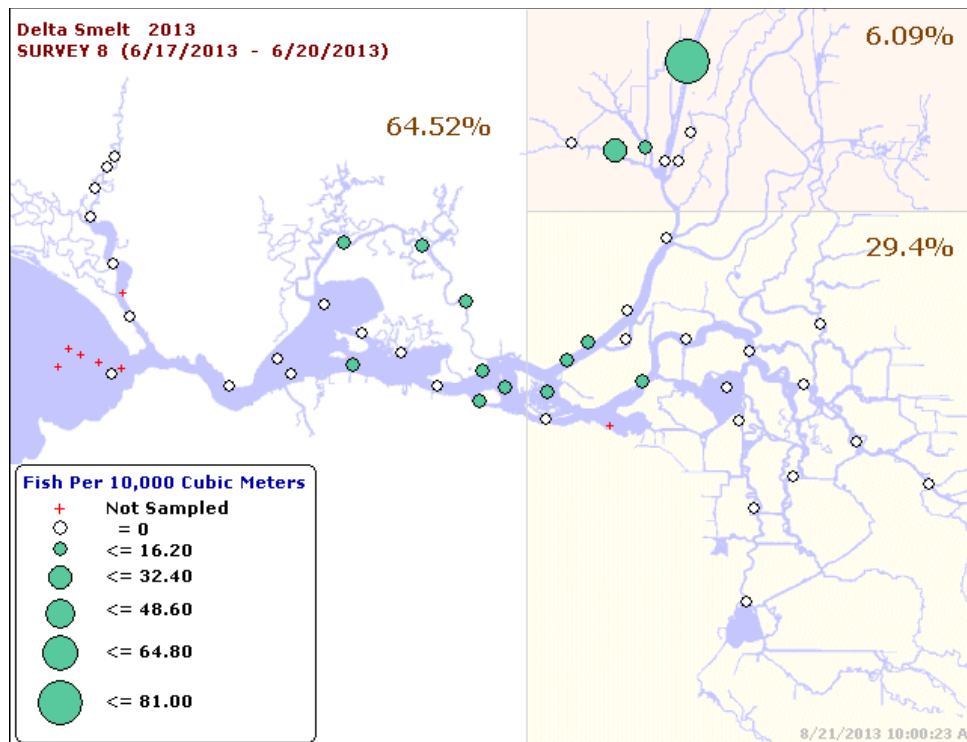 Delta Smelt 2013
SURVEY 8 (6/17/2013 - 6/20/2013)
6.09%
64.52%
29.4%
Fish Per 10,000 Cubic Meters
Not Sampled
= 0
<= 16.20
<= 32.40
<= 48.60
<= 64.80
<= 81.00
8/21/2013 10:00:23 A